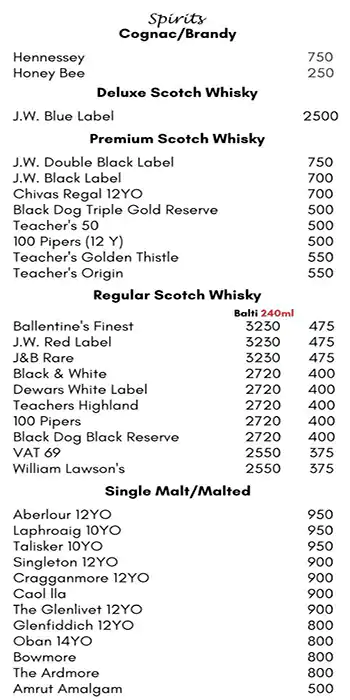 Spirits
Cognac/Brandy
Hennessey 750
Honey Bee 250
Deluxe Scotch Whisky
J.W. Blue Label 2500
Premium Scotch Whisky
J.W. Double Black Label 750
J.W. Black Label 700
Chivas Regal 12YO 700
Black Dog Triple Gold Reserve 500
Teacher's 50 500
100 Pipers (12 Y) 500
Teacher's Golden Thistle 550
Teacher's Origin 550
Regular Scotch Whisky
Balti 240ml
Ballentine's Finest 3230 475
J.W. Red Label 3230 475
J&B Rare 3230 475
Black & White 2720 400
Dewars White Label 2720 400
Teachers Highland 2720 400
100 Pipers 2720 400
Black Dog Black Reserve 2720 400
VAT 69 2550 375
William Lawson's 2550 375
Single Malt/Malted
Aberlour 12YO 950
Laphroaig 10YO 950
Talisker 10YO 950
Singleton 12YO 900
Cragganmore 12YO 900
Caol lla 900
The Glenlivet 12YO 900
Glenfiddich 12YO 800
Oban 14YO 800
Bowmore 800
The Ardmore 800
Amrut Amalgam 500